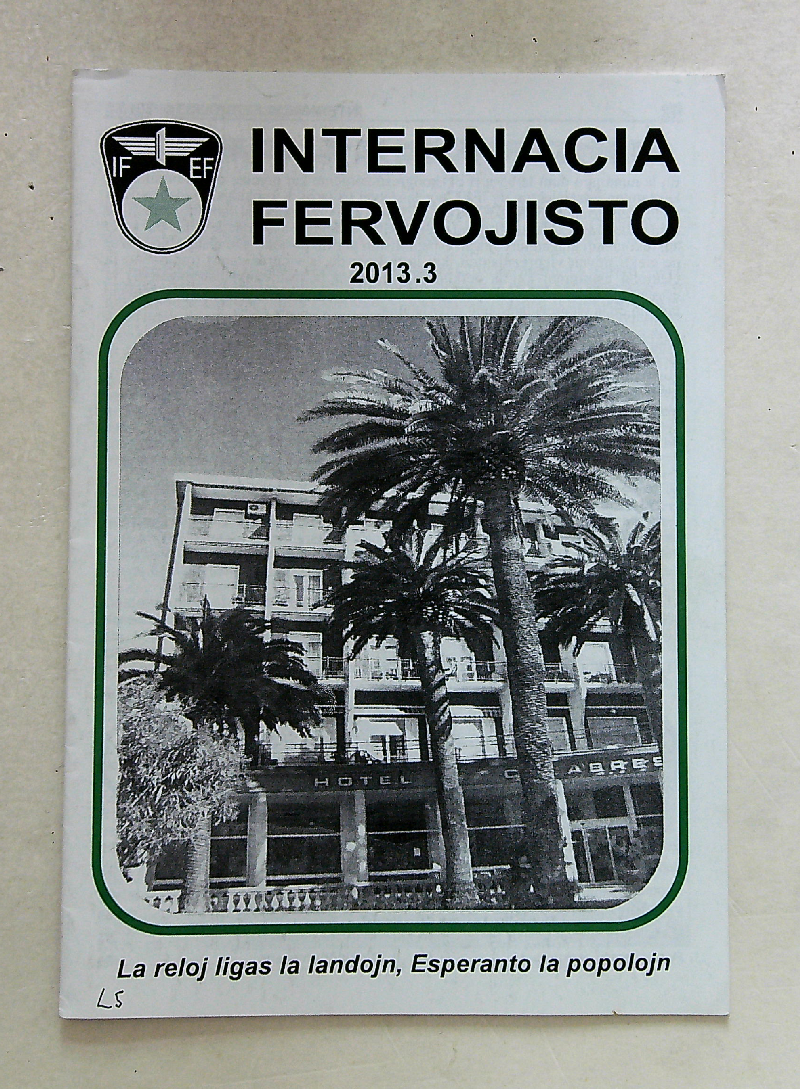 IF EF
INTERNACIA
FERVOJISTO
2013.3
HOTEL
La reloj ligas la landojn, Esperanto la popolojn
L5